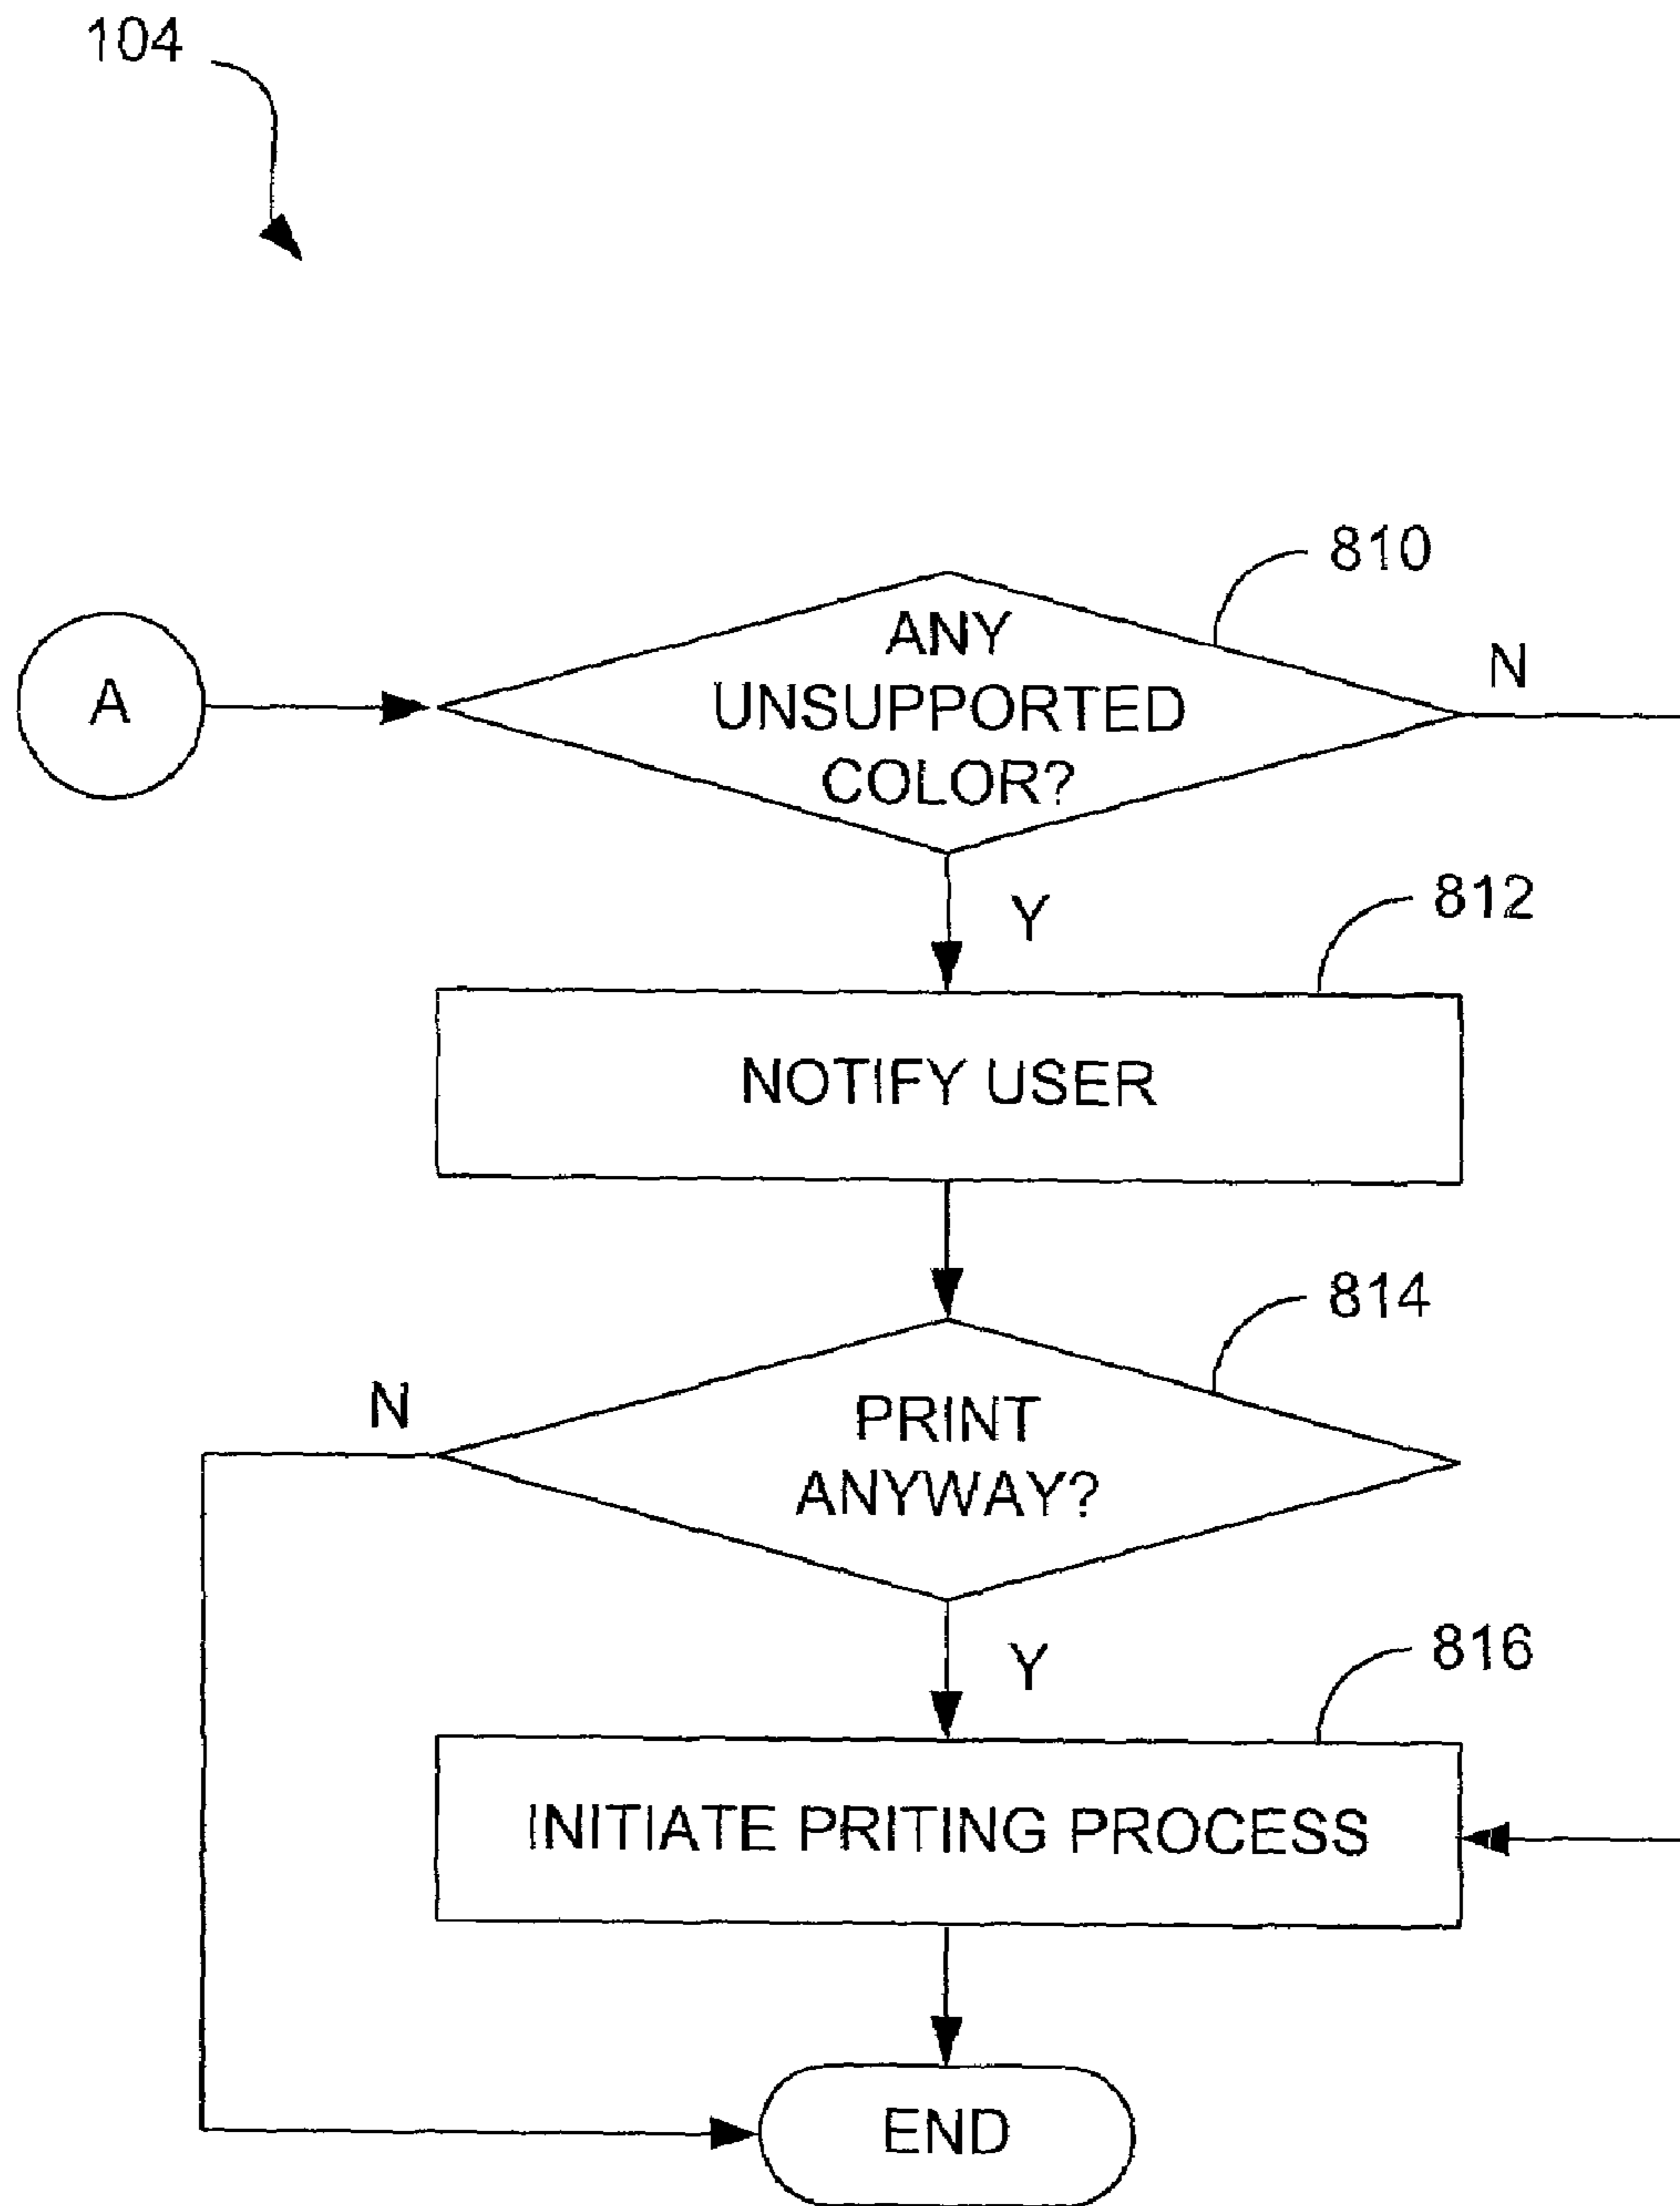 104
810
A
ANY
UNSUPPORTED
COLOR?
N
Y
812
NOTIFY USER
814
N
PRINT
ANYWAY?
Y
816
INITIATE PRITING PROCESS
END